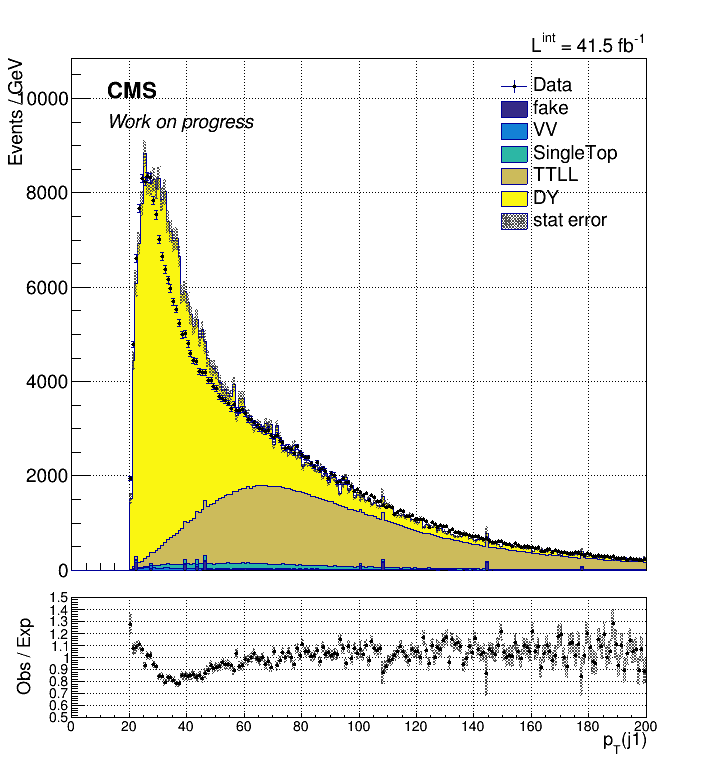 L^int = 41.5 fb^-1
Events / GeV
CMS
Work on progress
Data
fake
VV
SingleTop
TTLL
DY
stat error
10000
8000
6000
4000
2000
0
Obs / Exp
1.5
1.4
1.3
1.2
1.1
1
0.9
0.8
0.7
0.6
0.5
0 20 40 60 80 100 120 140 160 180 200
p_T(j1)